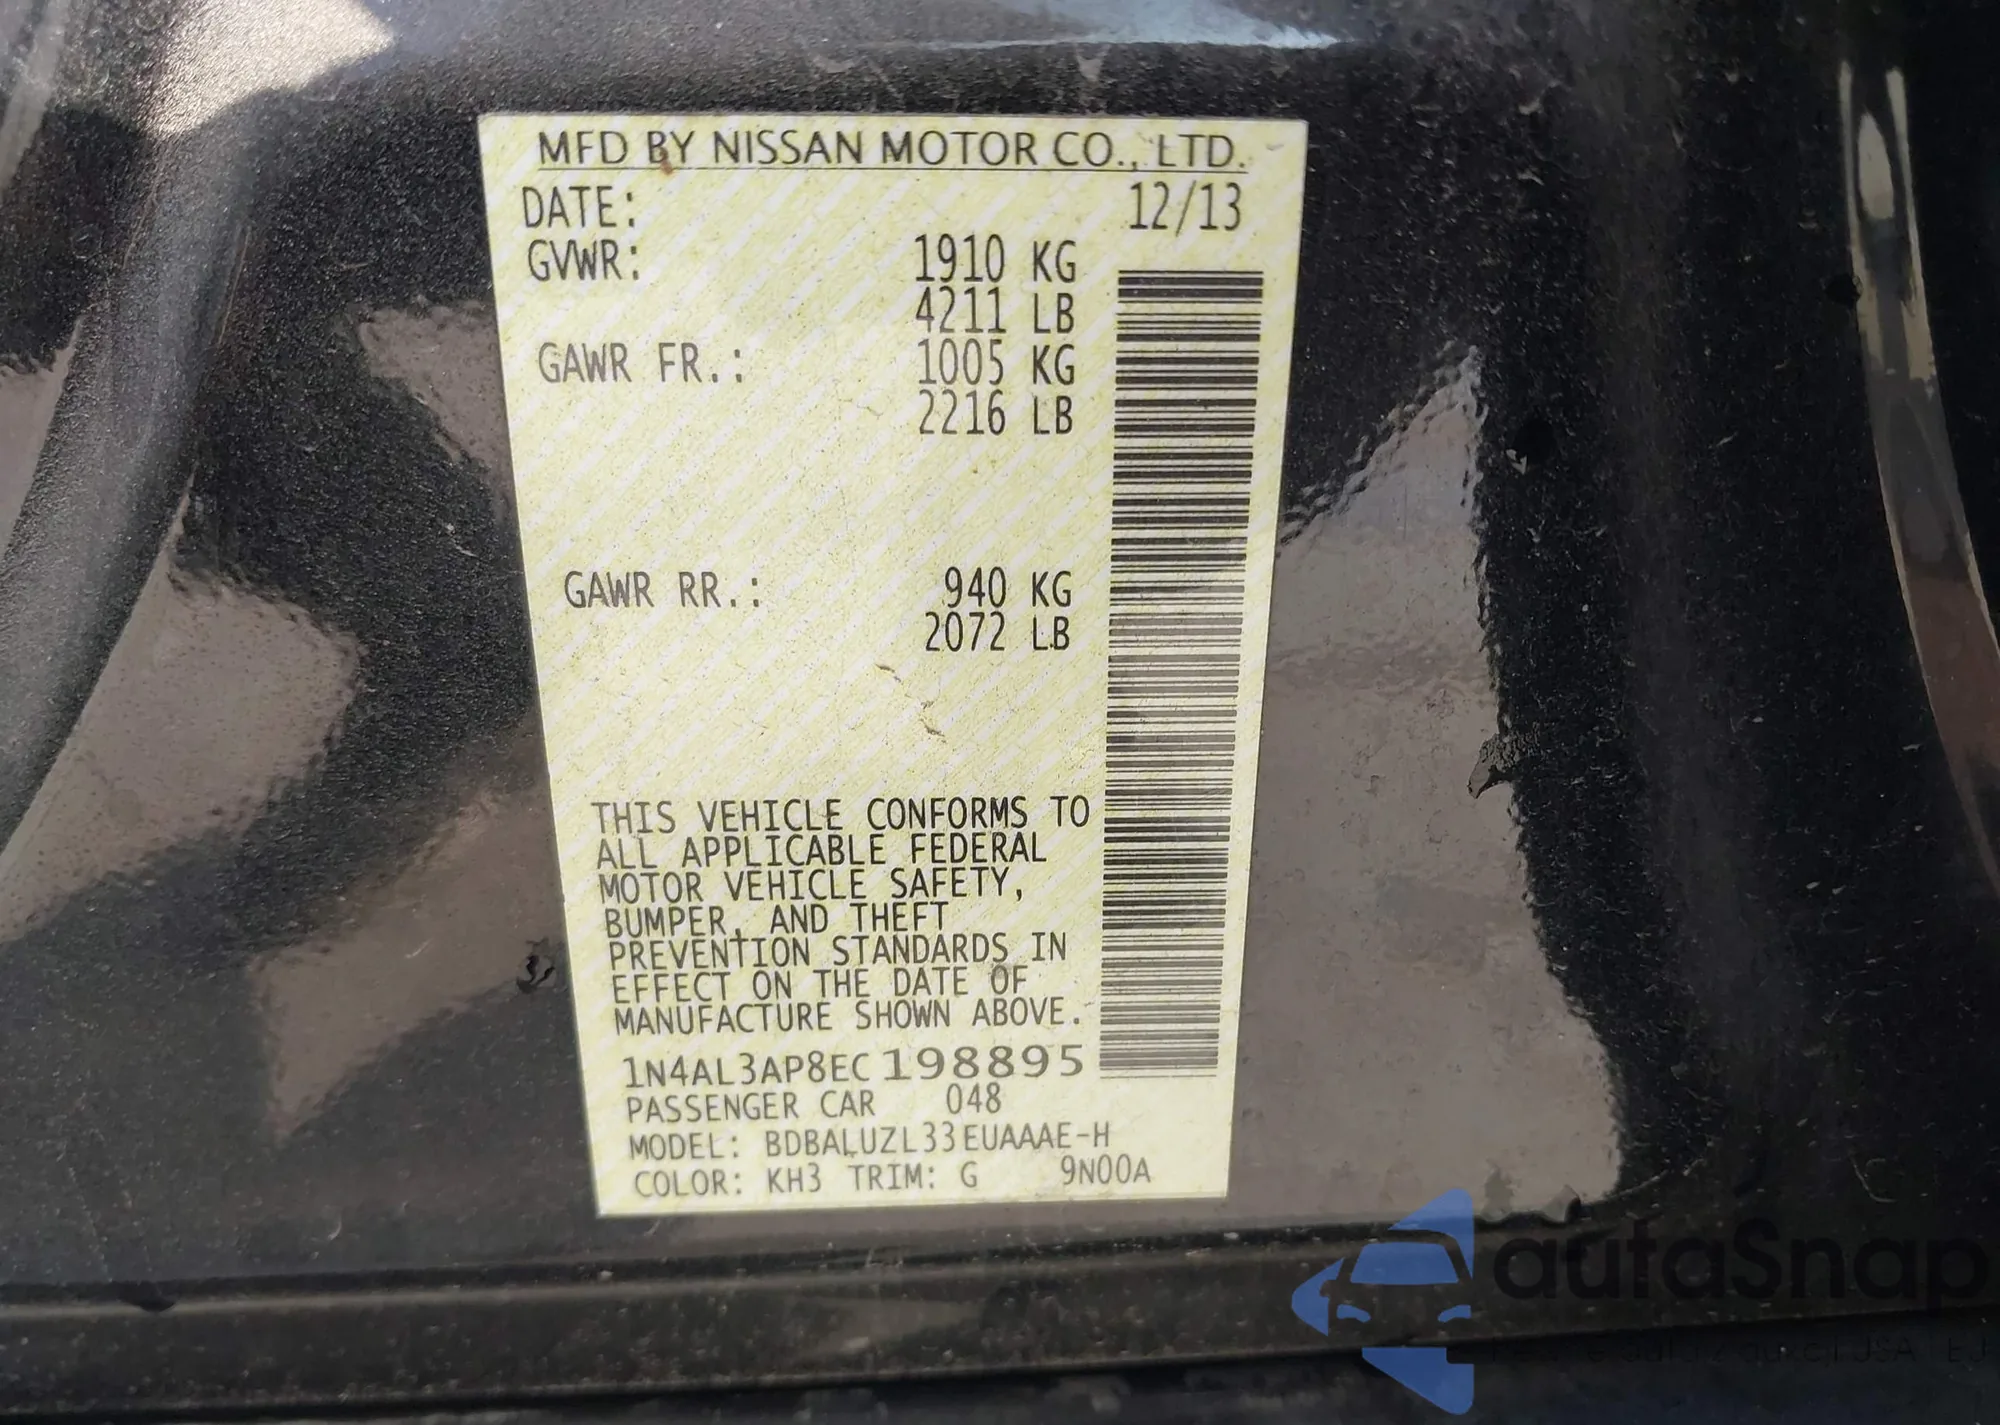 MFD BY NISSAN MOTOR CO., LTD.
DATE: 12/13
GVWR: 1910 KG
4211 LB
GAWR FR.: 1005 KG
2216 LB
GAWR RR.: 940 KG
2072 LB
THIS VEHICLE CONFORMS TO
ALL APPLICABLE FEDERAL
MOTOR VEHICLE SAFETY,
BUMPER, AND THEFT
PREVENTION STANDARDS IN
EFFECT ON THE DATE OF
MANUFACTURE SHOWN ABOVE.
1N4AL3AP8EC198895
PASSENGER CAR 048
MODEL: BDBALUZL33EUAAAE-H
COLOR: KH3 TRIM: G 9N00A
autaSnap